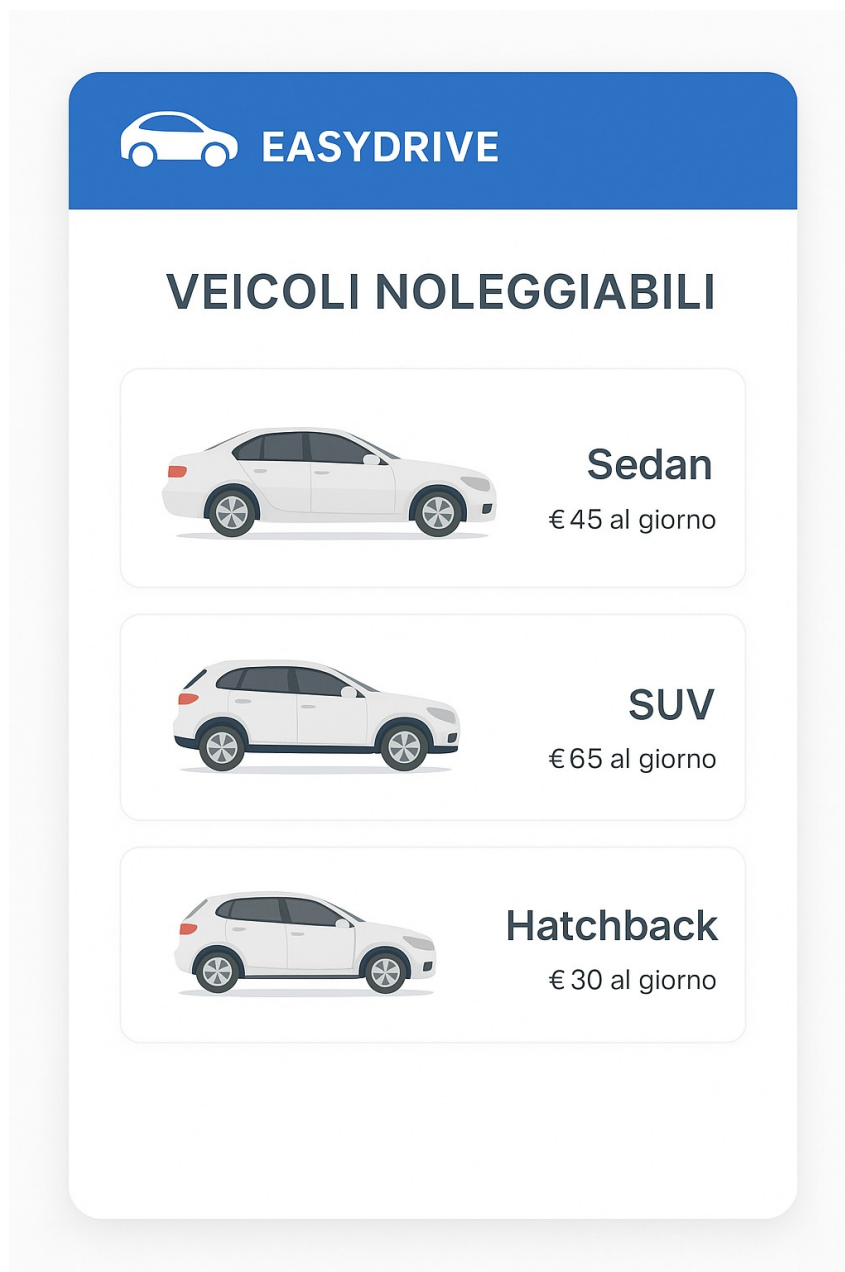 EASYDRIVE
VEICOLI NOLEGGIABILI
Sedan
€45 al giorno
SUV
€65 al giorno
Hatchback
€30 al giorno